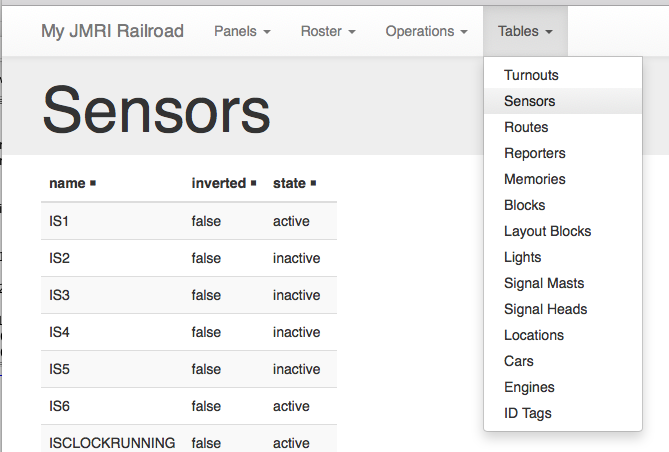 My JMRI Railroad Panels Roster Operations Tables
Sensors
name inverted state
IS1 false active
IS2 false inactive
IS3 false inactive
IS4 false inactive
IS5 false inactive
IS6 false active
ISCLOCKRUNNING false active
Turnouts
Sensors
Routes
Reporters
Memories
Blocks
Layout Blocks
Lights
Signal Masts
Signal Heads
Locations
Cars
Engines
ID Tags